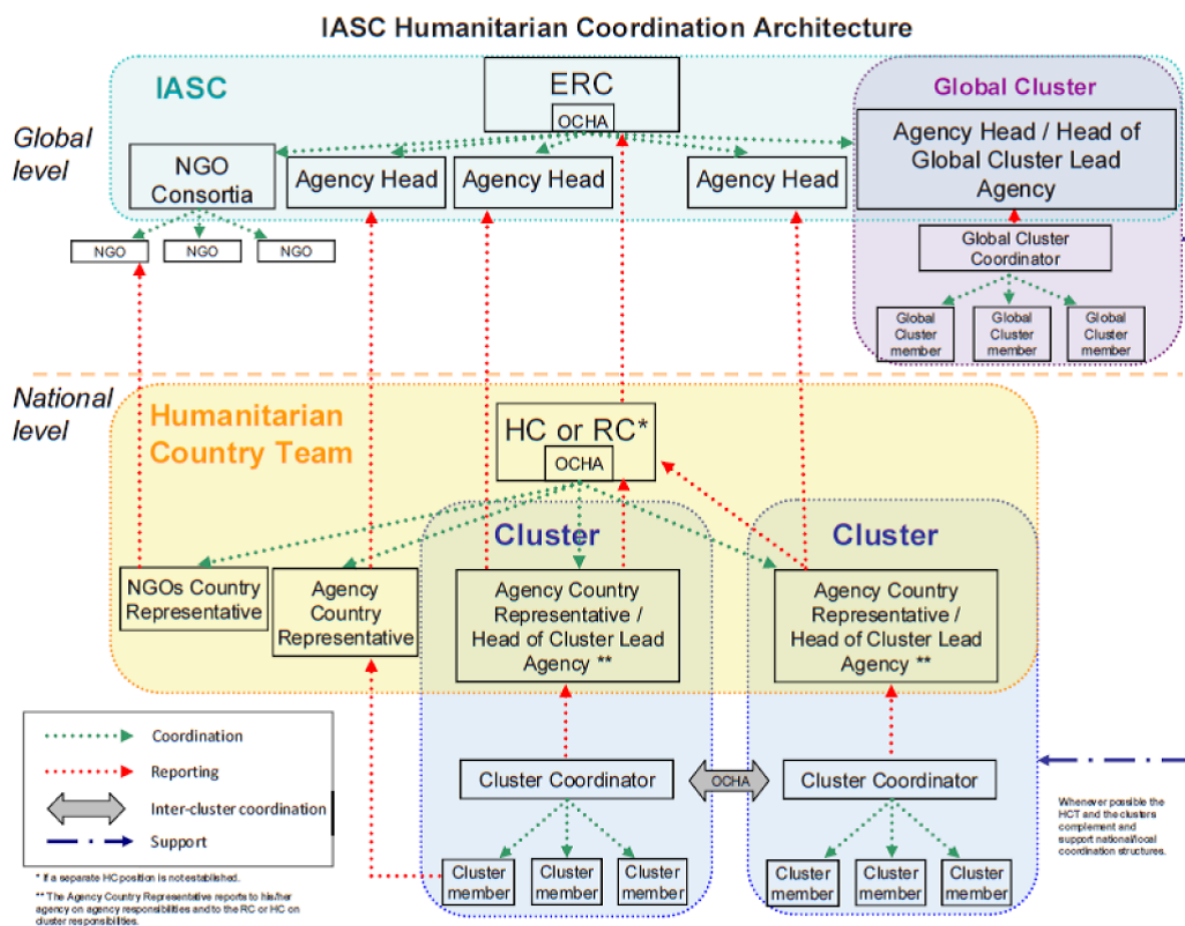 IASC Humanitarian Coordination Architecture
IASC
ERC
OCHA
Global Cluster
Global
level
NGO
Consortia
Agency Head
Agency Head
Agency Head
Agency Head / Head of
Global Cluster Lead
Agency
NGO
NGO
NGO
Global Cluster
Coordinator
Global
Cluster
member
Global
Cluster
member
Global
Cluster
member
National
level
Humanitarian
Country Team
HC or RC*
OCHA
Cluster
Cluster
NGOs Country
Representative
Agency
Country
Representative
Agency Country
Representative /
Head of Cluster Lead
Agency **
Agency Country
Representative /
Head of Cluster Lead
Agency **
Coordination
Reporting
Inter-cluster coordination
Support
Cluster Coordinator
OCHA
Cluster Coordinator
Cluster
member
Cluster
member
Cluster
member
Cluster
member
Cluster
member
Cluster
member
Whenever possible the
HCT and the clusters
complement and
support national/local
coordination structures.
* If a separate HC position is not established.
** The Agency Country Representative reports to his/her
agency on agency responsibilities and to the RC or HC on
cluster responsibilities.